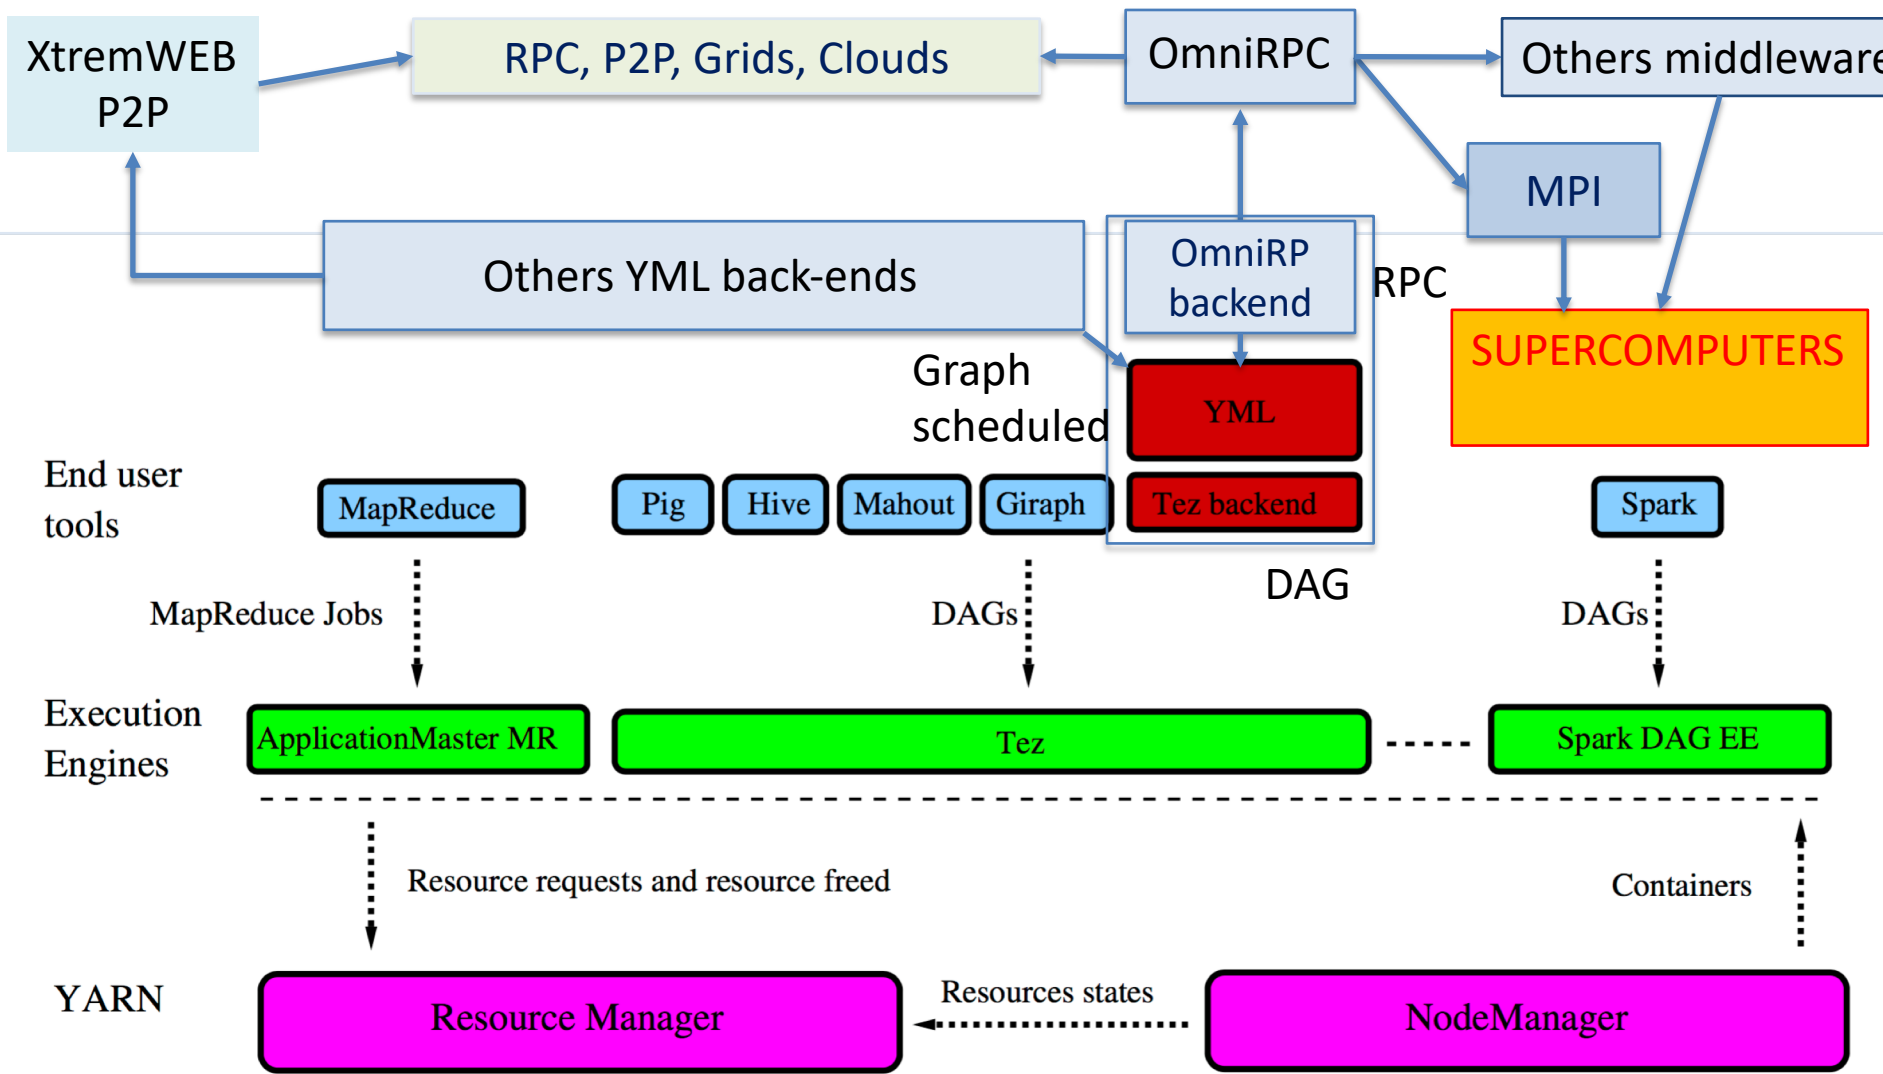 XtremWEB
P2P
RPC, P2P, Grids, Clouds
OmniRPC
Others middleware
MPI
Others YML back-ends
OmniRP
backend
RPC
SUPERCOMPUTERS
Graph
scheduled
YML
End user
tools
MapReduce
Pig
Hive
Mahout
Giraph
Tez backend
Spark
DAG
MapReduce Jobs
DAGs
DAGs
Execution
Engines
ApplicationMaster MR
Tez
Spark DAG EE
Resource requests and resource freed
Containers
YARN
Resource Manager
Resources states
NodeManager